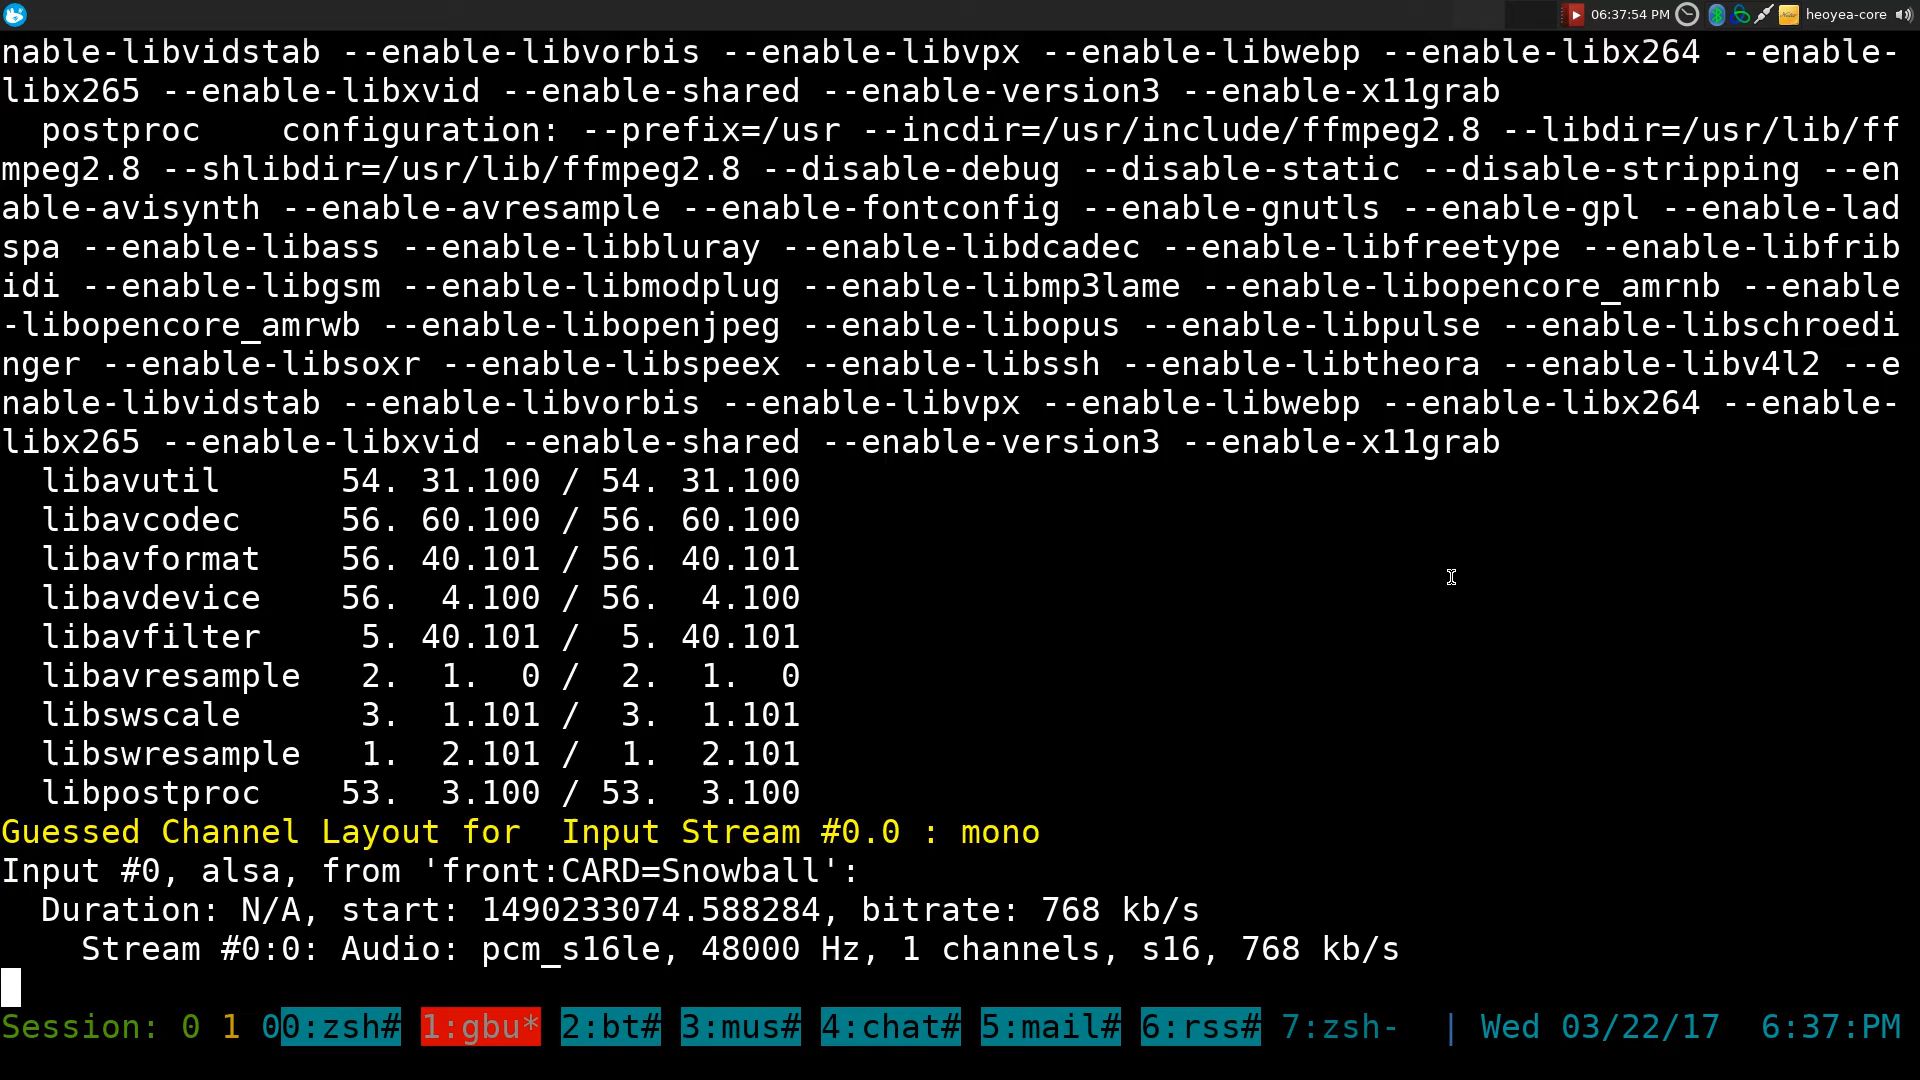 06:37:54 PM heoyea-core
nable-libvidstab --enable-libvorbis --enable-libvpx --enable-libwebp --enable-libx264 --enable-
libx265 --enable-libxvid --enable-shared --enable-version3 --enable-x11grab
postproc configuration: --prefix=/usr --incdir=/usr/include/ffmpeg2.8 --libdir=/usr/lib/ff
mpeg2.8 --shlibdir=/usr/lib/ffmpeg2.8 --disable-debug --disable-static --disable-stripping --en
able-avisynth --enable-avresample --enable-fontconfig --enable-gnutls --enable-gpl --enable-lad
spa --enable-libass --enable-libbluray --enable-libdcadec --enable-libfreetype --enable-libfrib
idi --enable-libgsm --enable-libmodplug --enable-libmp3lame --enable-libopencore_amrnb --enable
-libopencore_amrwb --enable-libopenjpeg --enable-libopus --enable-libpulse --enable-libschroedi
nger --enable-libsoxr --enable-libspeex --enable-libssh --enable-libtheora --enable-libv4l2 --e
nable-libvidstab --enable-libvorbis --enable-libvpx --enable-libwebp --enable-libx264 --enable-
libx265 --enable-libxvid --enable-shared --enable-version3 --enable-x11grab
libavutil 54. 31.100 / 54. 31.100
libavcodec 56. 60.100 / 56. 60.100
libavformat 56. 40.101 / 56. 40.101
libavdevice 56. 4.100 / 56. 4.100
libavfilter 5. 40.101 / 5. 40.101
libavresample 2. 1. 0 / 2. 1. 0
libswscale 3. 1.101 / 3. 1.101
libswresample 1. 2.101 / 1. 2.101
libpostproc 53. 3.100 / 53. 3.100
Guessed Channel Layout for  Input Stream #0.0 : mono
Input #0, alsa, from 'front:CARD=Snowball':
Duration: N/A, start: 1490233074.588284, bitrate: 768 kb/s
Stream #0:0: Audio: pcm_s16le, 48000 Hz, 1 channels, s16, 768 kb/s
Session: 0 1 00:zsh# 1:gbu* 2:bt# 3:mus# 4:chat# 5:mail# 6:rss# 7:zsh- | Wed 03/22/17 6:37:PM